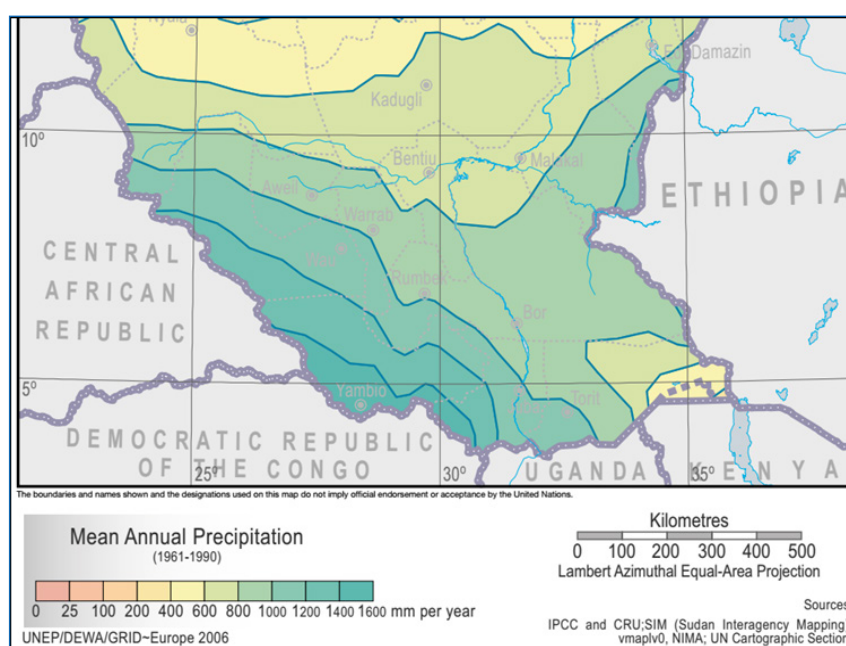 Nyala
Ed Damazin
Kadugli
10°
Bentiu
Malakal
Aweil
ETHIOPIA
Warrab
CENTRAL
AFRICAN
REPUBLIC
Wau
Rumbek
Bor
5°
Yambio
Torit
DEMOCRATIC REPUBLIC
OF THE CONGO
25°
30°
UGANDA
35°
KENYA
The boundaries and names shown and the designations used on this map do not imply official endorsement or acceptance by the United Nations.
Mean Annual Precipitation
(1961-1990)
0 25 100 200 400 600 800 1000 1200 1400 1600 mm per year
UNEP/DEWA/GRID~Europe 2006
Kilometres
0 100 200 300 400 500
Lambert Azimuthal Equal-Area Projection
Sources
IPCC and CRU;SIM (Sudan Interagency Mapping)
vmaplv0, NIMA; UN Cartographic Section